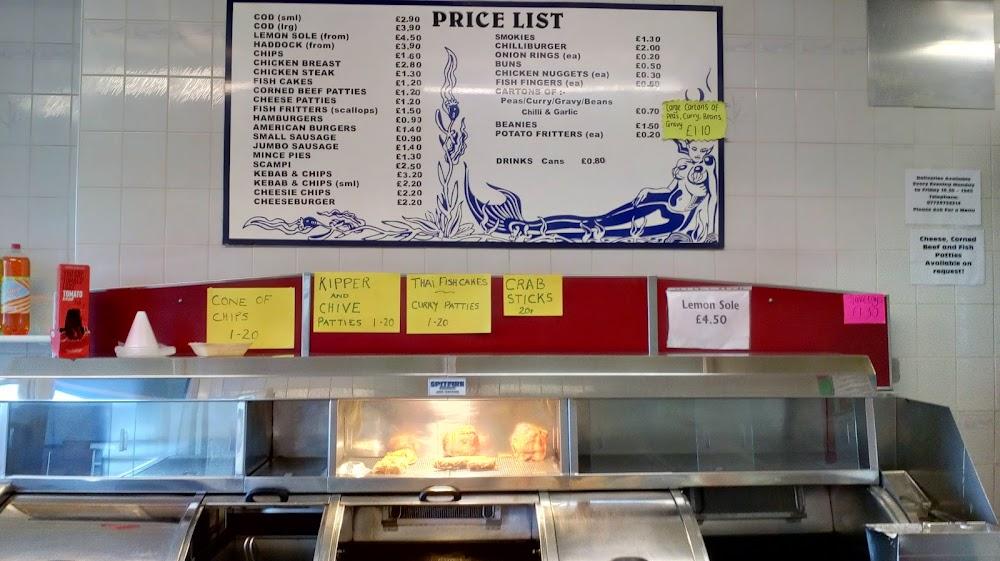 PRICE LIST
COD (sml) £2.90
COD (lrg) £3.90
LEMON SOLE (from) £4.50
HADDOCK (from) £3.90
CHIPS £1.60
CHICKEN BREAST £2.80
CHICKEN STEAK £1.30
FISH CAKES £1.20
CORNED BEEF PATTIES £1.20
CHEESE PATTIES £1.20
FISH FRITTERS (scallops) £1.50
HAMBURGERS £0.90
AMERICAN BURGERS £1.40
SMALL SAUSAGE £0.90
JUMBO SAUSAGE £1.40
MINCE PIES £1.30
SCAMPI £2.50
KEBAB & CHIPS £3.20
KEBAB & CHIPS (sml) £2.20
CHEESIE CHIPS £2.20
CHEESEBURGER £2.20
SMOKIES £1.30
CHILLIBURGER £2.00
ONION RINGS (ea) £0.20
BUNS £0.50
CHICKEN NUGGETS (ea) £0.30
FISH FINGERS (ea) £0.60
CARTONS OF :-
Peas/Curry/Gravy/Beans
Chilli & Garlic £0.70
BEANIES £1.50
POTATO FRITTERS (ea) £0.20
DRINKS Cans £0.80
Large Cartons of
Peas, Curry, Beans
Gravy
£1.10
Please Ask For a Menu
Cheese, Corned
Beef and Fish
Patties
Available on
request!
TOMATO
CONE OF
CHIPS
1-20
KIPPER
AND
CHIVE
PATTIES 1-20
THAI FISHCAKES
CURRY PATTIES
1-20
CRAB
STICKS
20p
Lemon Sole
£4.50
SPITFIRE